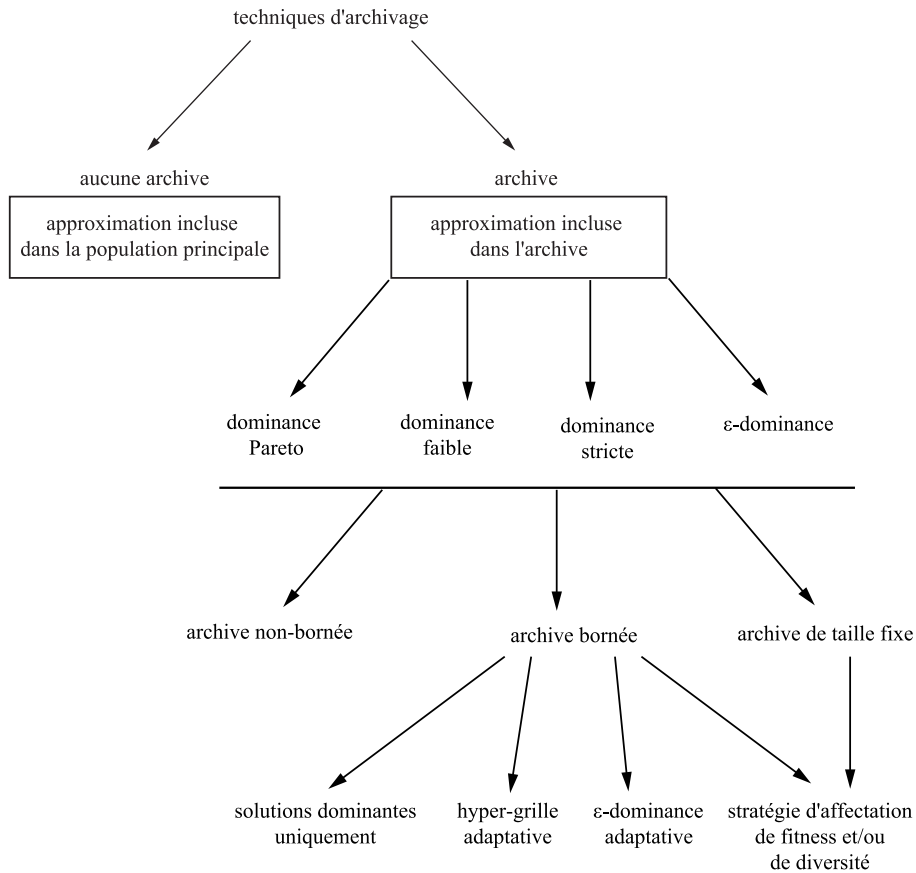 techniques d'archivage
aucune archive
approximation incluse
dans la population principale
archive
approximation incluse
dans l'archive
dominance
Pareto
dominance
faible
dominance
stricte
ε-dominance
archive non-bornée
archive bornée
archive de taille fixe
solutions dominantes
uniquement
hyper-grille
adaptative
ε-dominance
adaptative
stratégie d'affectation
de fitness et/ou
de diversité